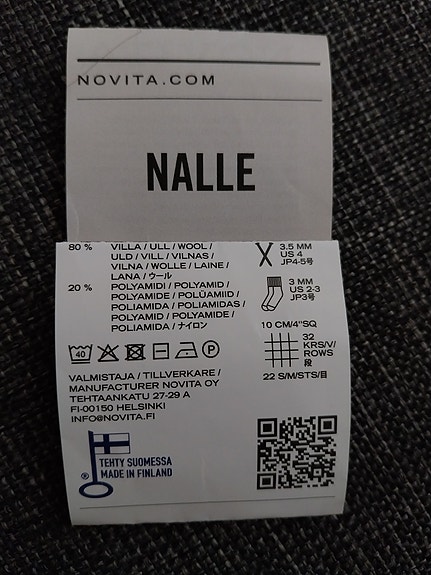 NOVITA.COM
NALLE
80 % VILLA / ULL / WOOL /
ULD / VILL / VILNAS /
VILNA / WOLLE / LAINE /
LANA / ウール
20 % POLYAMIDI / POLYAMID /
POLYAMIDE / POLÜAMIID /
POLIAMIDA / POLIAMIDAS /
POLYAMID / POLYAMIDE /
POLIAMIDA / ナイロン
3.5 MM
US 4
JP4-5号
3 MM
US 2-3
JP3号
10 CM/4"SQ
32
KRS/V/
ROWS
段
22 S/M/STS/目
40
P
VALMISTAJA / TILLVERKARE /
MANUFACTURER NOVITA OY
TEHTAANKATU 27-29 A
FI-00150 HELSINKI
INFO@NOVITA.FI
®
TEHTY SUOMESSA
MADE IN FINLAND